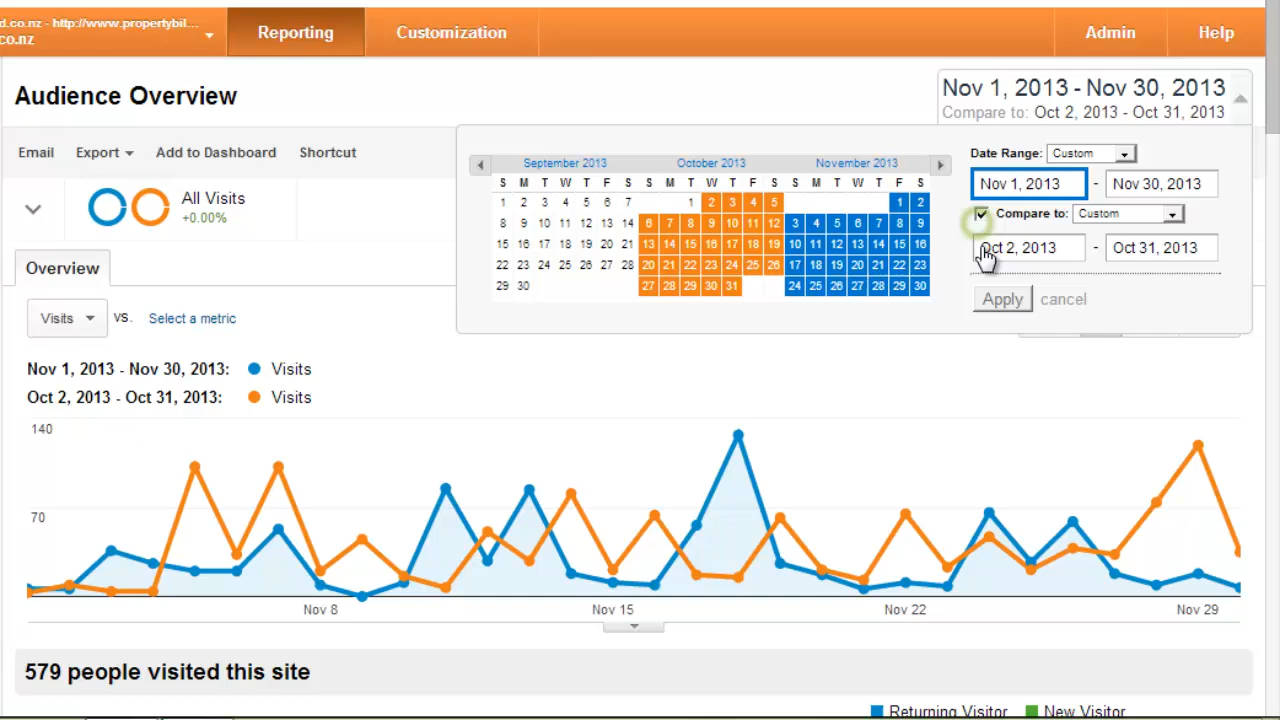 d.co.nz - http://www.propertybil...
co.nz
Reporting
Customization
Admin
Help
Audience Overview
Nov 1, 2013 - Nov 30, 2013
Compare to: Oct 2, 2013 - Oct 31, 2013
Email
Export
Add to Dashboard
Shortcut
All Visits
+0.00%
September 2013 October 2013 November 2013
S M T W T F S S M T W T F S S M T W T F S
1 2 3 4 5 6 7 1 2 3 4 5 1 2
8 9 10 11 12 13 14 6 7 8 9 10 11 12 3 4 5 6 7 8 9
15 16 17 18 19 20 21 13 14 15 16 17 18 19 10 11 12 13 14 15 16
22 23 24 25 26 27 28 20 21 22 23 24 25 26 17 18 19 20 21 22 23
29 30 27 28 29 30 31 24 25 26 27 28 29 30
Date Range: Custom
Nov 1, 2013 - Nov 30, 2013
Compare to: Custom
Oct 2, 2013 - Oct 31, 2013
Apply cancel
Overview
Visits VS. Select a metric
Nov 1, 2013 - Nov 30, 2013: Visits
Oct 2, 2013 - Oct 31, 2013: Visits
140
70
Nov 8 Nov 15 Nov 22 Nov 29
579 people visited this site
Returning Visitor New Visitor